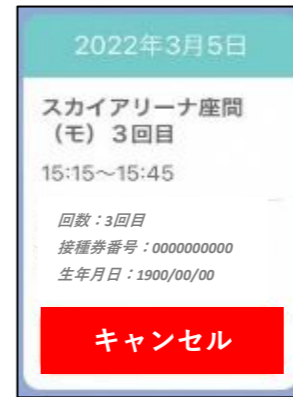 2022年3月5日
スカイアリーナ座間
（モ）３回目
15:15～15:45
回数：3回目
接種券番号：0000000000
生年月日：1900/00/00
キャンセル